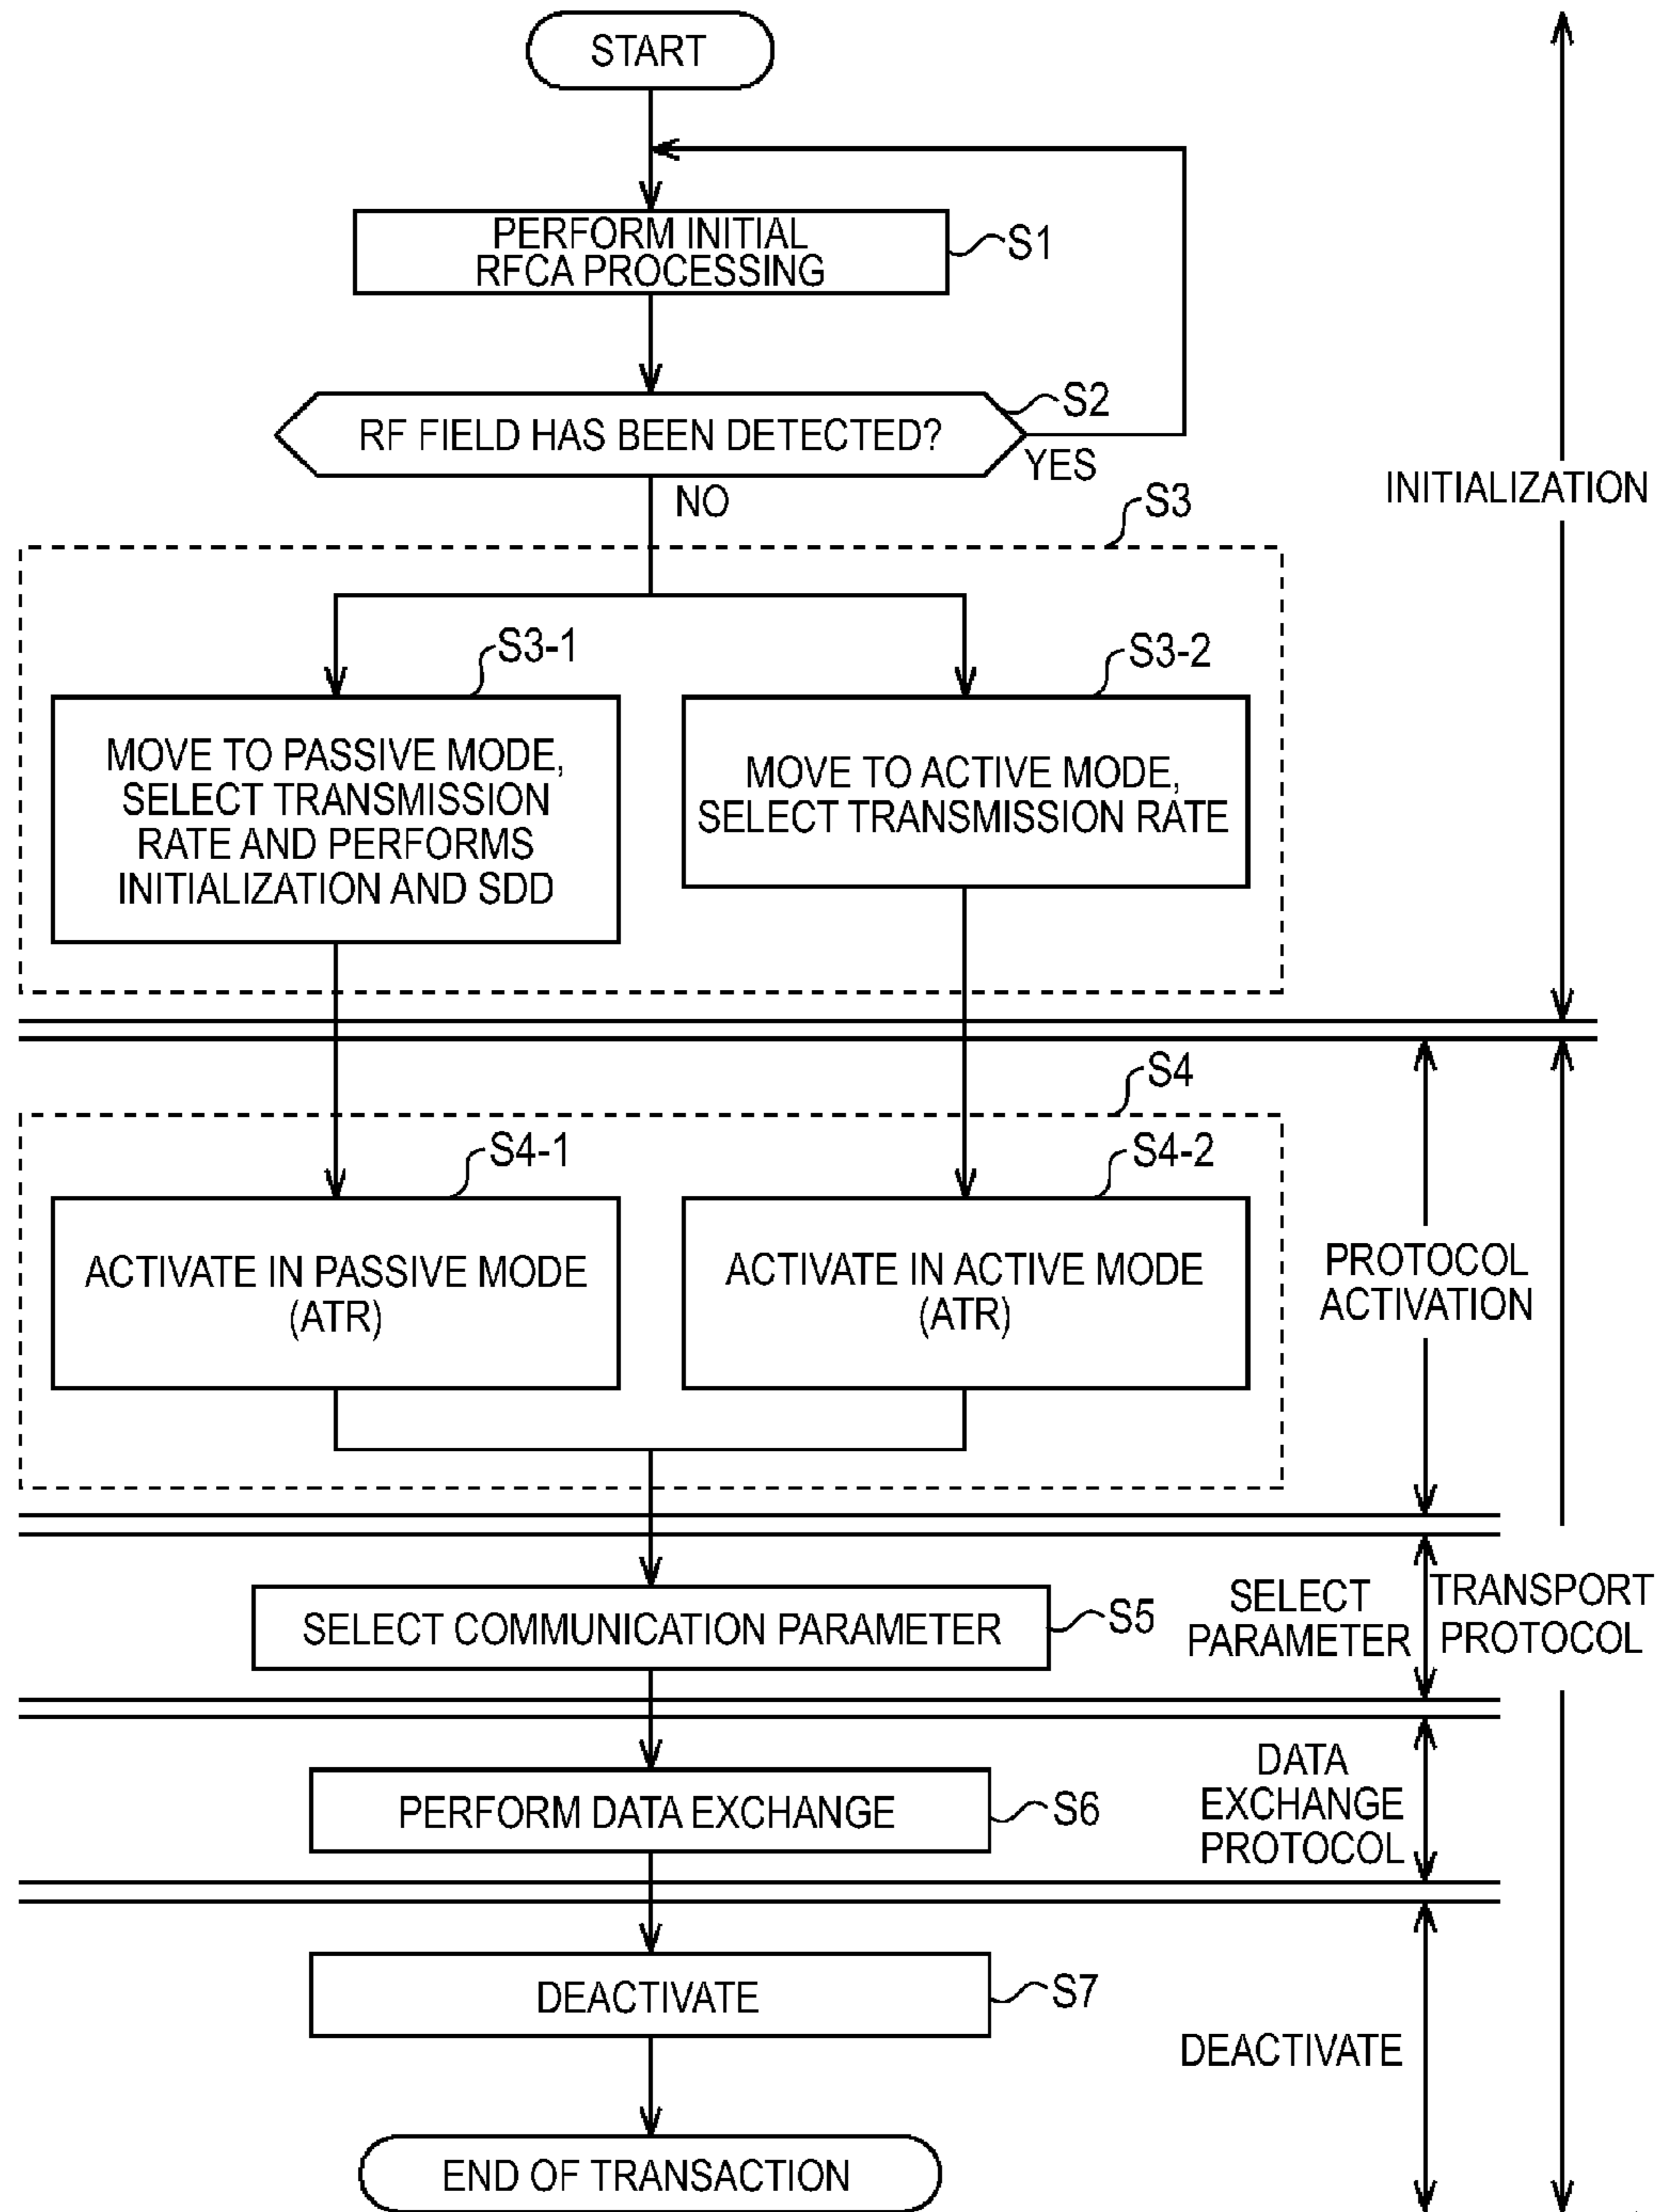 START
PERFORM INITIAL
RFCA PROCESSING
S1
RF FIELD HAS BEEN DETECTED?
S2
YES
NO
INITIALIZATION
S3
S3-1
S3-2
MOVE TO PASSIVE MODE,
SELECT TRANSMISSION
RATE AND PERFORMS
INITIALIZATION AND SDD
MOVE TO ACTIVE MODE,
SELECT TRANSMISSION RATE
S4
S4-1
S4-2
ACTIVATE IN PASSIVE MODE
(ATR)
ACTIVATE IN ACTIVE MODE
(ATR)
PROTOCOL
ACTIVATION
SELECT COMMUNICATION PARAMETER
S5
SELECT
PARAMETER
TRANSPORT
PROTOCOL
PERFORM DATA EXCHANGE
S6
DATA
EXCHANGE
PROTOCOL
DEACTIVATE
S7
DEACTIVATE
END OF TRANSACTION